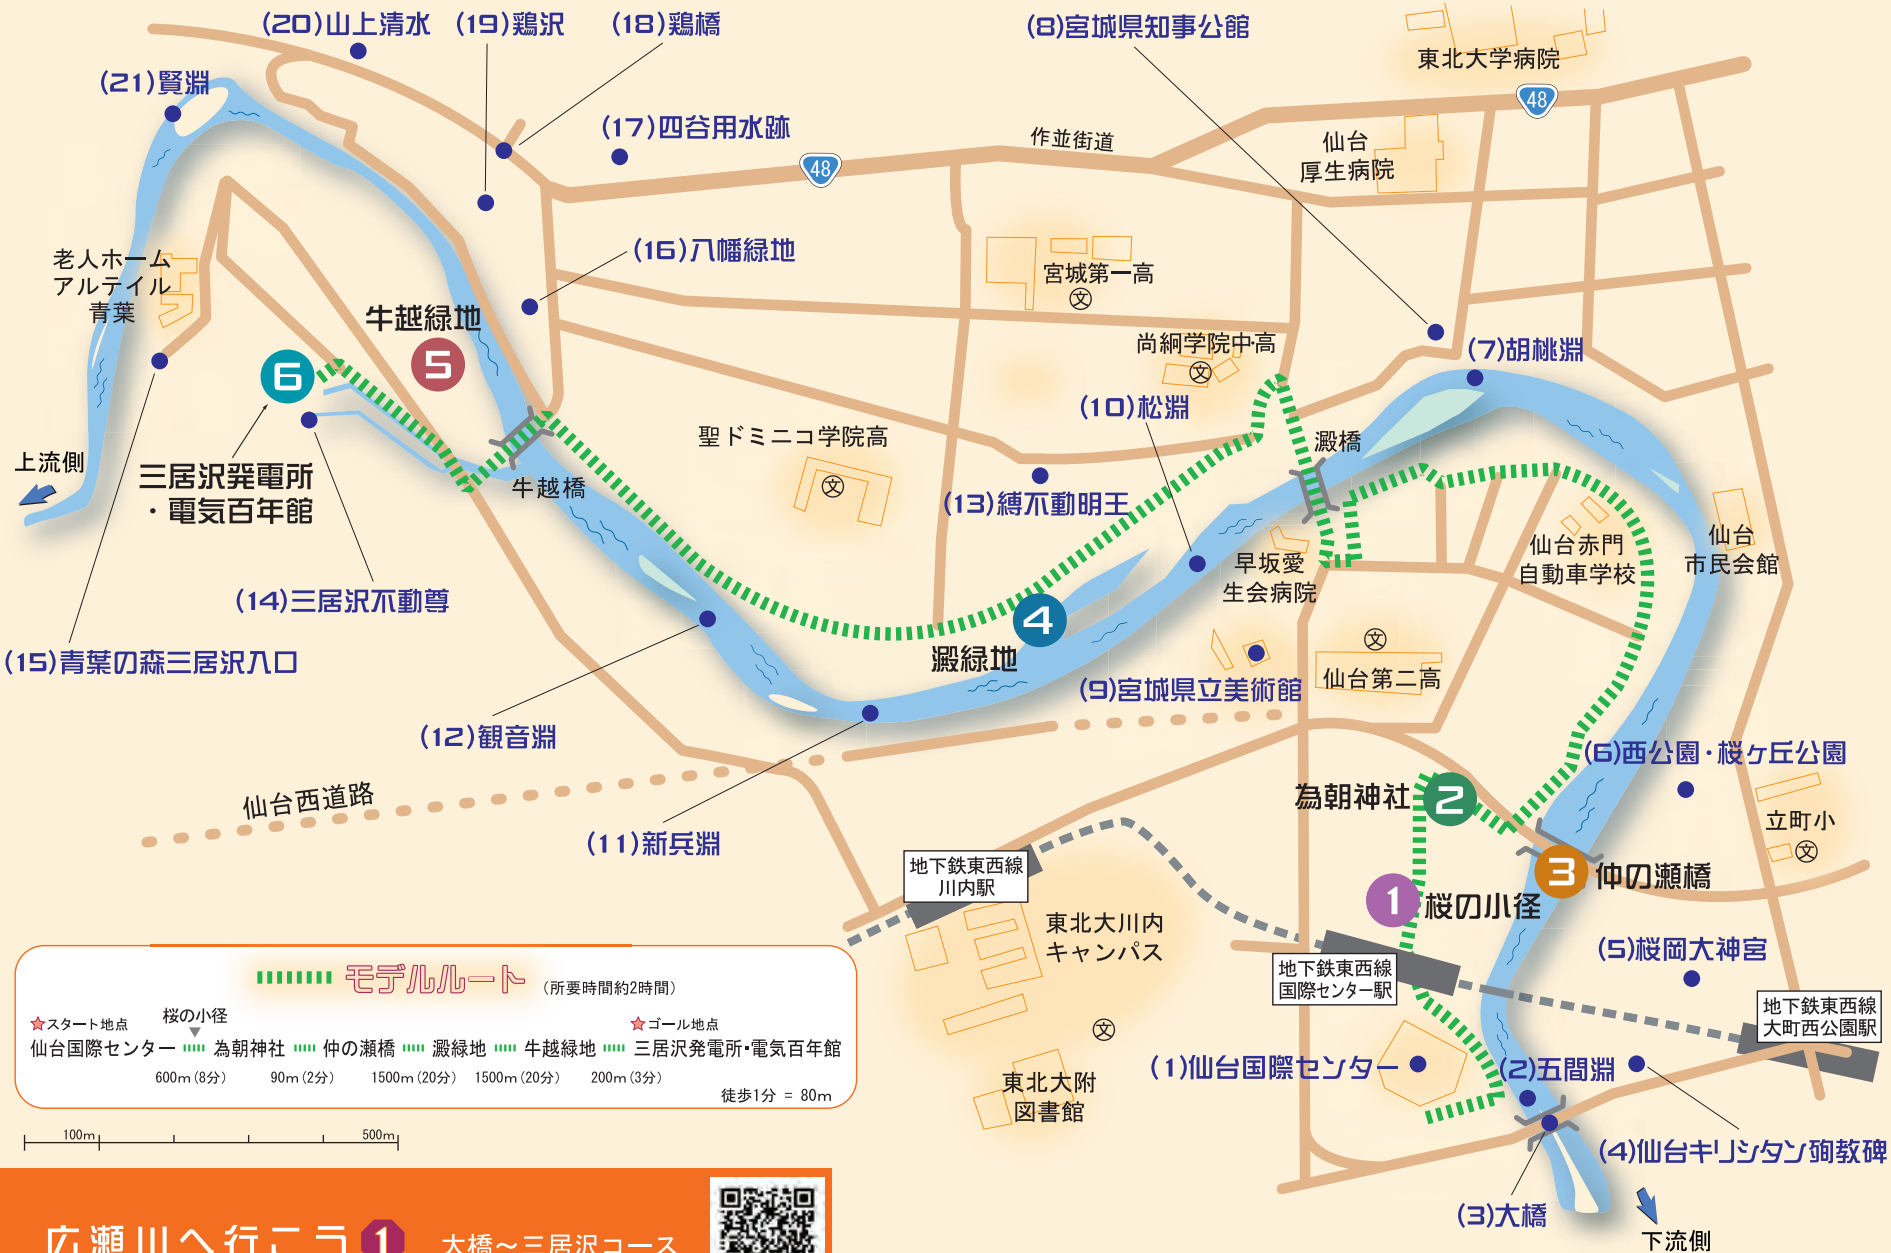 (20)山上清水
(19)鶏沢
(18)鶏橋
(8)宮城県知事公館
東北大学病院
(21)賢淵
48
(17)四谷用水跡
作並街道
仙台
厚生病院
48
(16)八幡緑地
老人ホーム
アルテイル
青葉
宮城第一高
文
牛越緑地
5
尚絅学院中高
文
(7)胡桃淵
6
(10)松淵
聖ドミニコ学院高
文
澱橋
上流側
三居沢発電所
・電気百年館
牛越橋
(13)縛不動明王
仙台
市民会館
仙台赤門
自動車学校
早坂愛
生会病院
(14)三居沢不動尊
4
澱緑地
文
仙台第二高
(15)青葉の森三居沢入口
(9)宮城県立美術館
(12)観音淵
(6)西公園・桜ヶ丘公園
仙台西道路
為朝神社
2
立町小
文
(11)新兵淵
地下鉄東西線
川内駅
3
仲の瀬橋
1
桜の小径
東北大川内
キャンパス
(5)桜岡大神宮
地下鉄東西線
国際センター駅
地下鉄東西線
大町西公園駅
文
(1)仙台国際センター
(2)五間淵
東北大附
図書館
(4)仙台キリシタン殉教碑
(3)大橋
下流側
モデルルート
(所要時間約2時間)
スタート地点
桜の小径
ゴール地点
仙台国際センター 為朝神社 仲の瀬橋 澱緑地 牛越緑地 三居沢発電所・電気百年館
600m(8分) 90m(2分) 1500m(20分) 1500m(20分) 200m(3分)
徒歩1分 = 80m
100m 500m
広瀬川へ行こう 1 大橋～三居沢コース